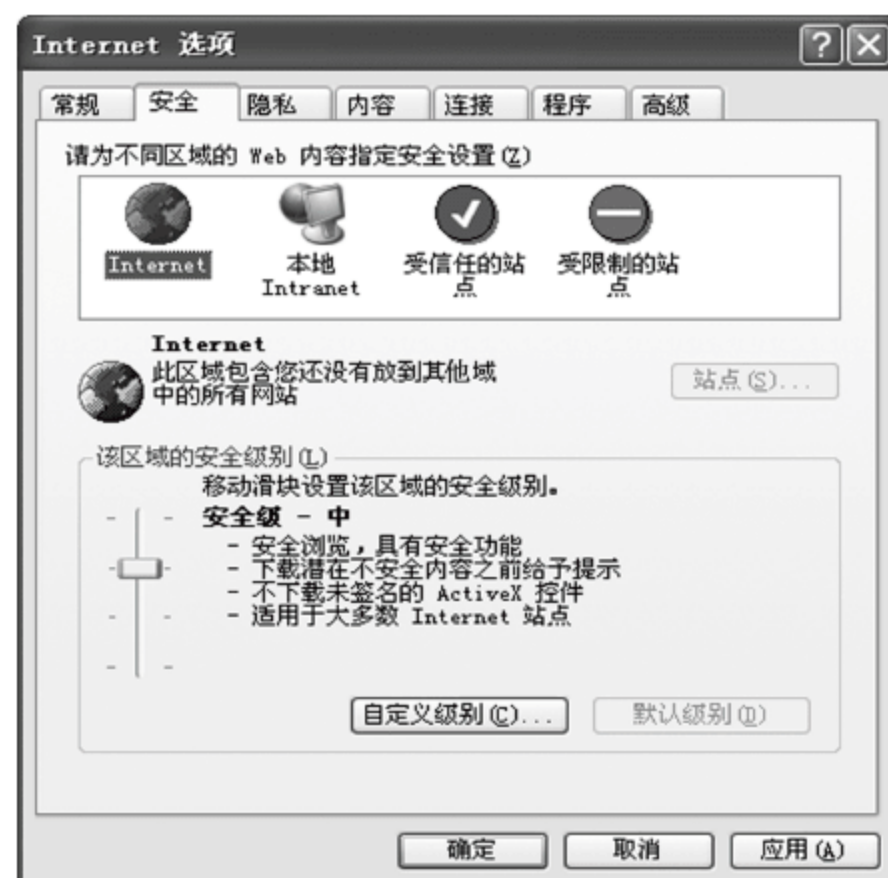 Internet 选项
常规 安全 隐私 内容 连接 程序 高级
请为不同区域的 Web 内容指定安全设置(Z)
Internet
本地
Intranet
受信任的站
点
受限制的站
点
Internet
此区域包含您还没有放到其他域
中的所有网站
站点(S)...
该区域的安全级别(L)
移动滑块设置该区域的安全级别。
安全级 - 中
- 安全浏览,具有安全功能
- 下载潜在不安全内容之前给予提示
- 不下载未签名的 ActiveX 控件
- 适用于大多数 Internet 站点
自定义级别(C)... 默认级别(D)
确定 取消 应用(A)